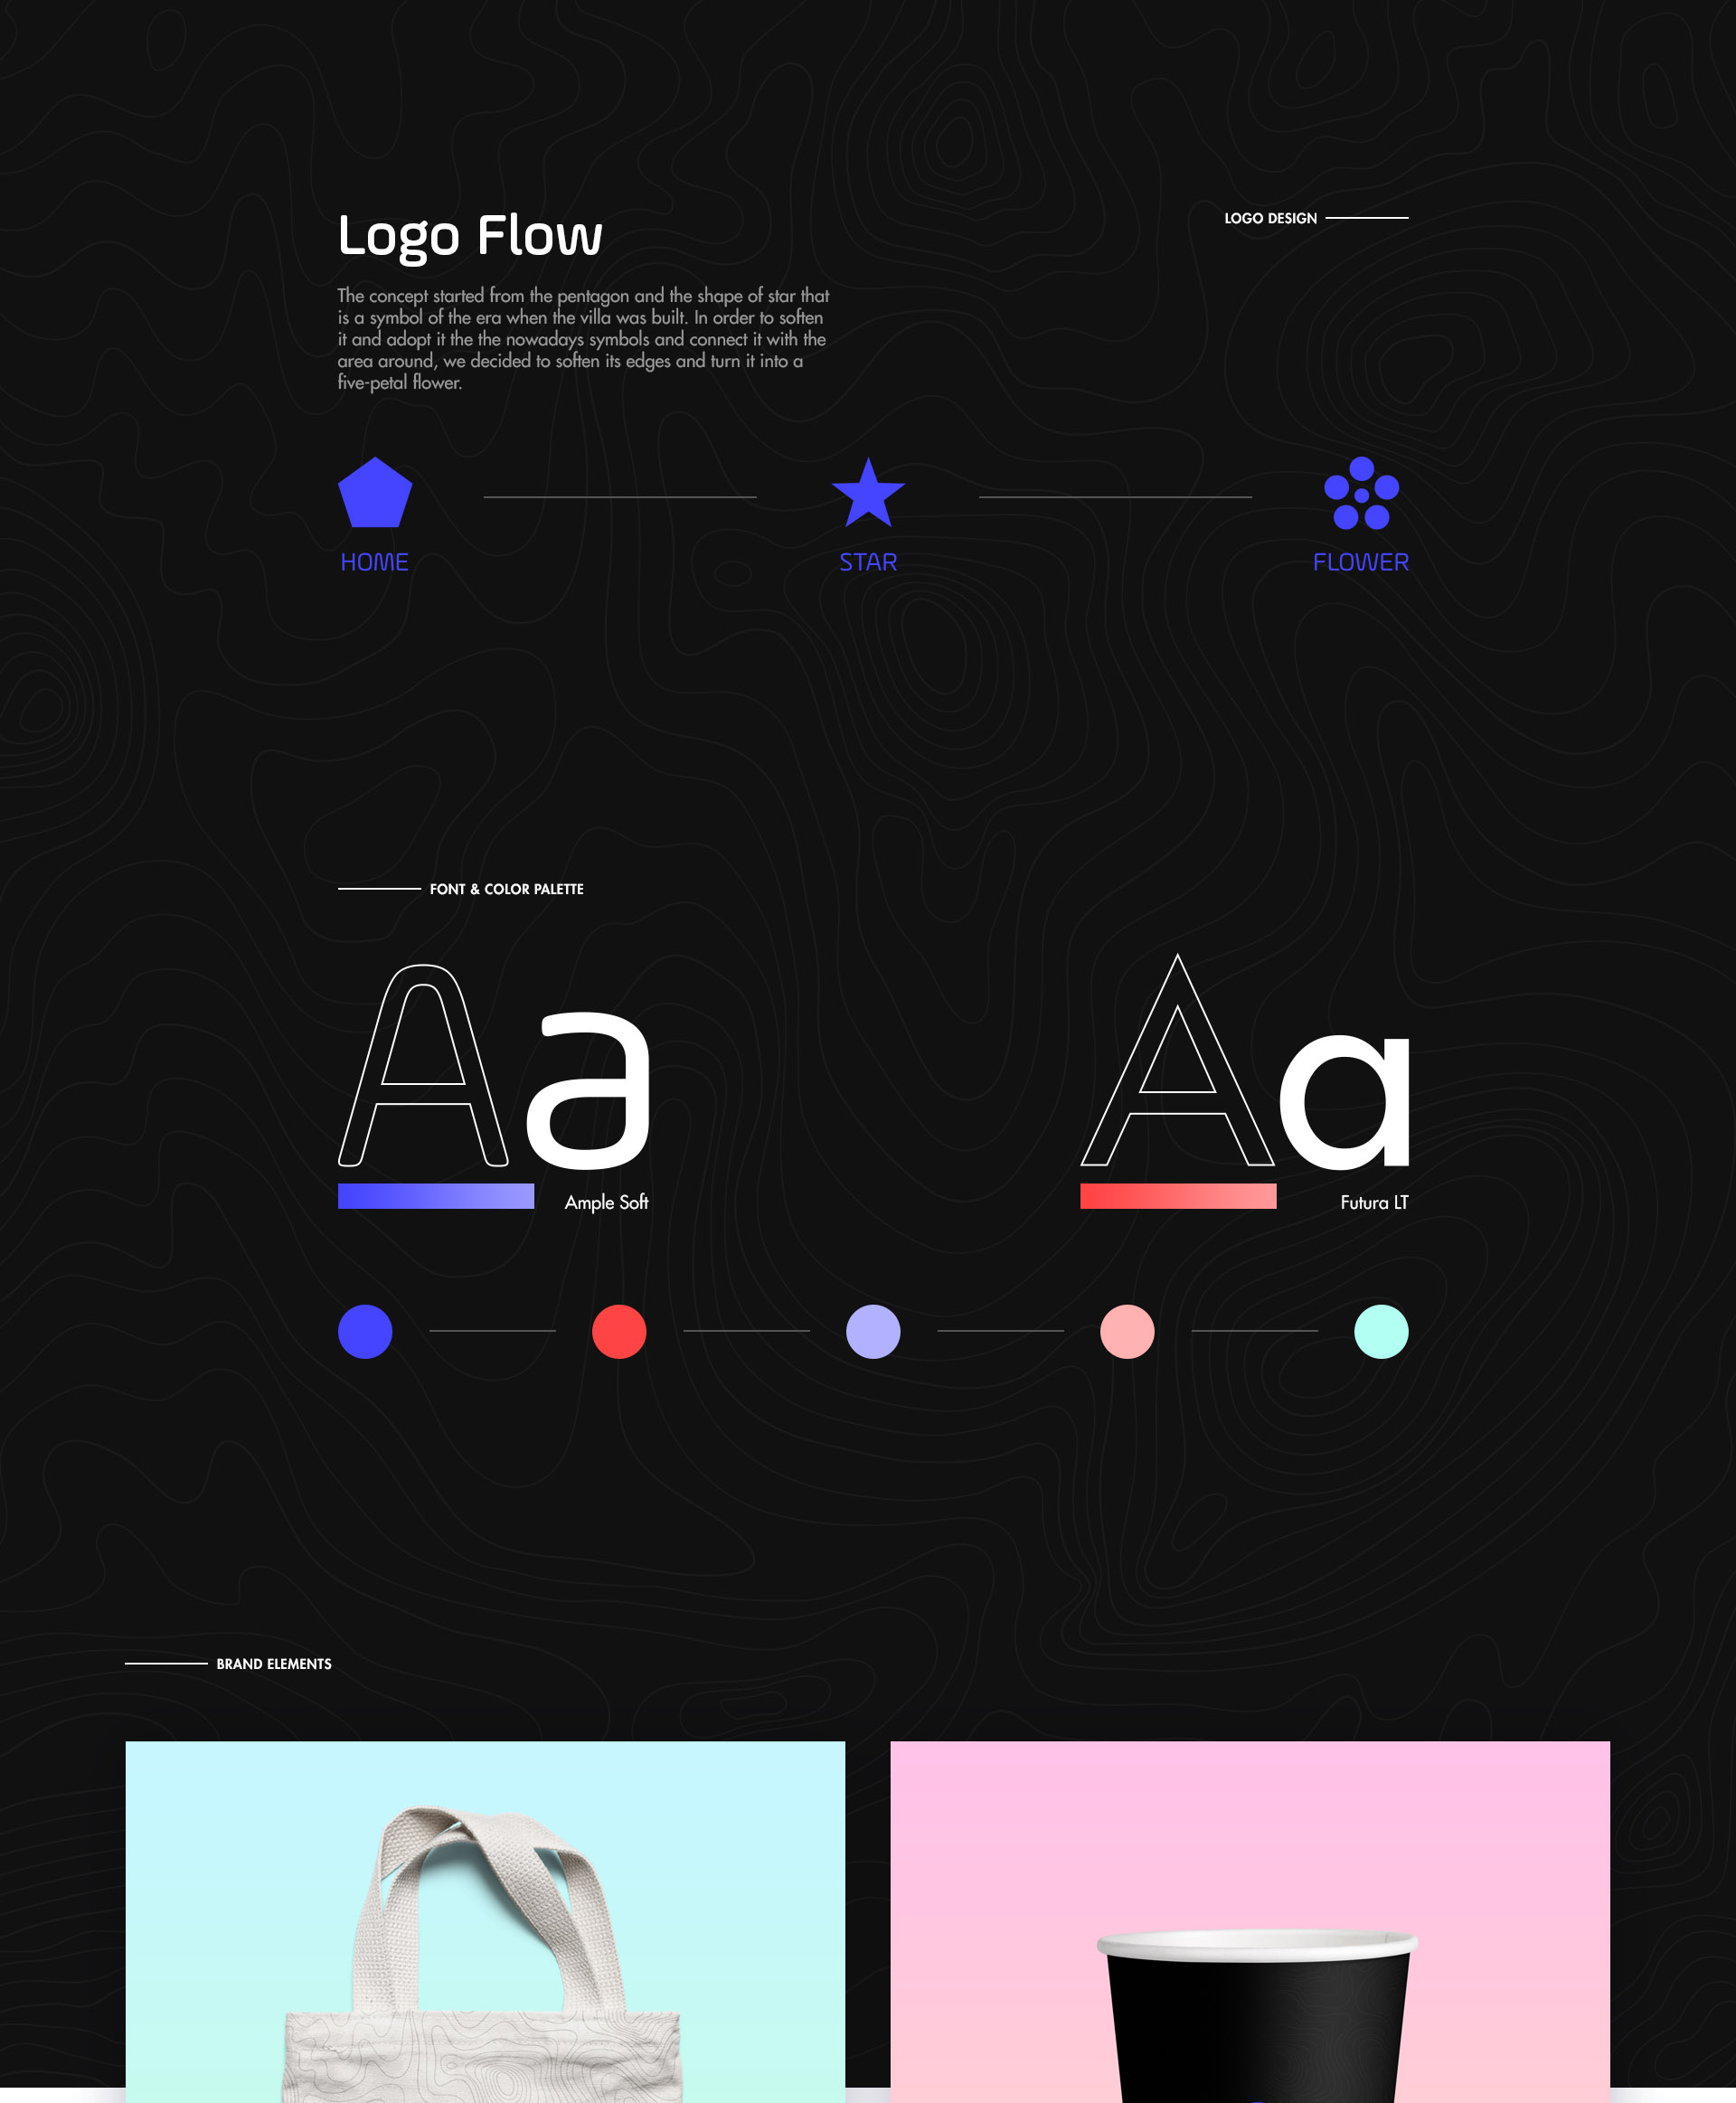 Logo Flow
LOGO DESIGN
The concept started from the pentagon and the shape of star that
is a symbol of the era when the villa was built. In order to soften
it and adopt it the the nowadays symbols and connect it with the
area around, we decided to soften its edges and turn it into a
five-petal flower.
HOME
STAR
FLOWER
FONT & COLOR PALETTE
Aa
Aa
Ample Soft
Futura LT
BRAND ELEMENTS